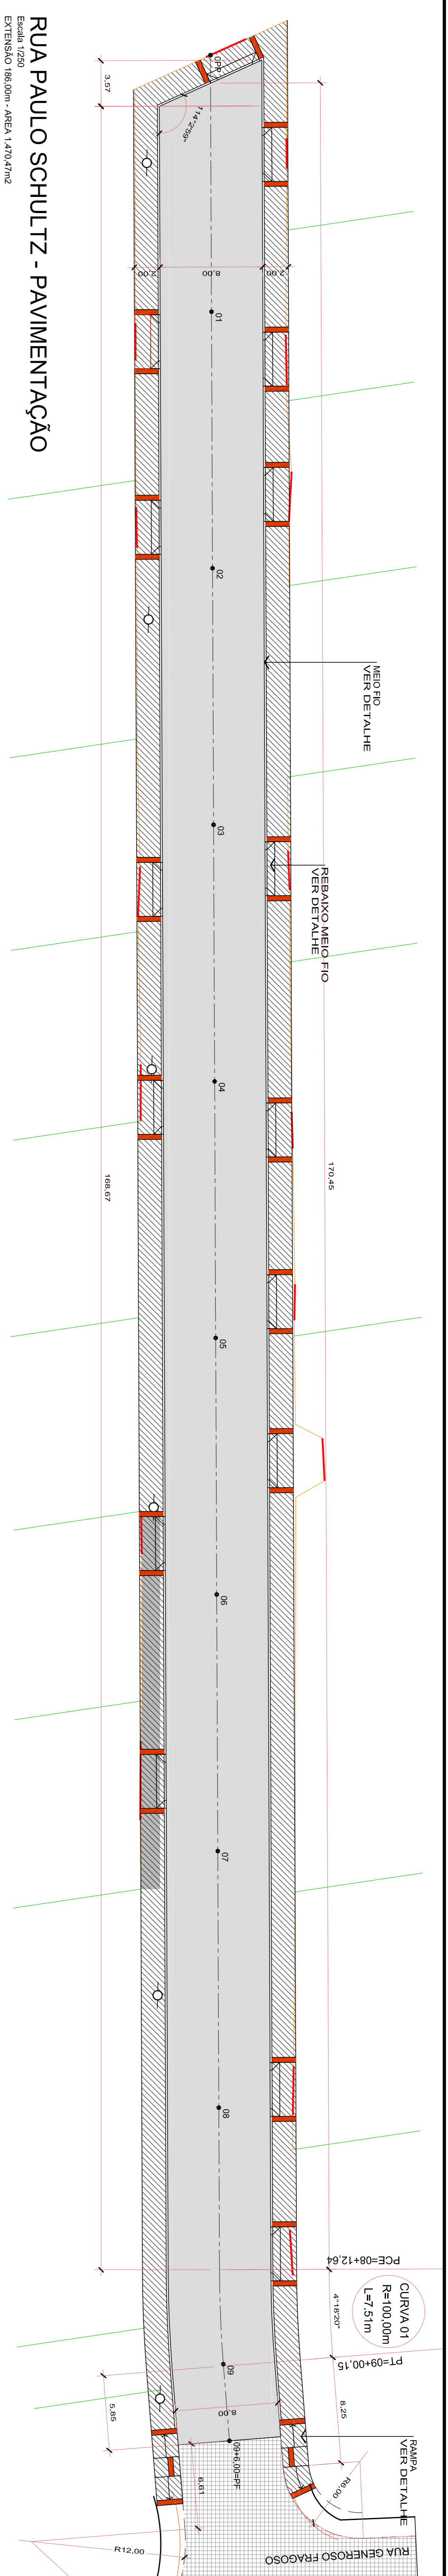 RUA PAULO SCHULTZ - PAVIMENTAÇÃO
Escala 1/250
EXTENSÃO 186,00m - ÁREA 1.470,47m2
3,57
0PP
114°2'59"
2,00
8,00
2,00
01
02
MEIO FIO
VER DETALHE
03
REBAIXO MEIO FIO
VER DETALHE
04
170,45
168,67
05
06
07
08
PCE=08+12,64
CURVA 01
R=100,00m
L=7,51m
4°18'20"
PT=09+00,15
09
8,25
5,85
8,00
09+6,00=PF
RAMPA
VER DETALHE
6,61
R6,00
R12,00
RUA GENEROSO FRAGOSO